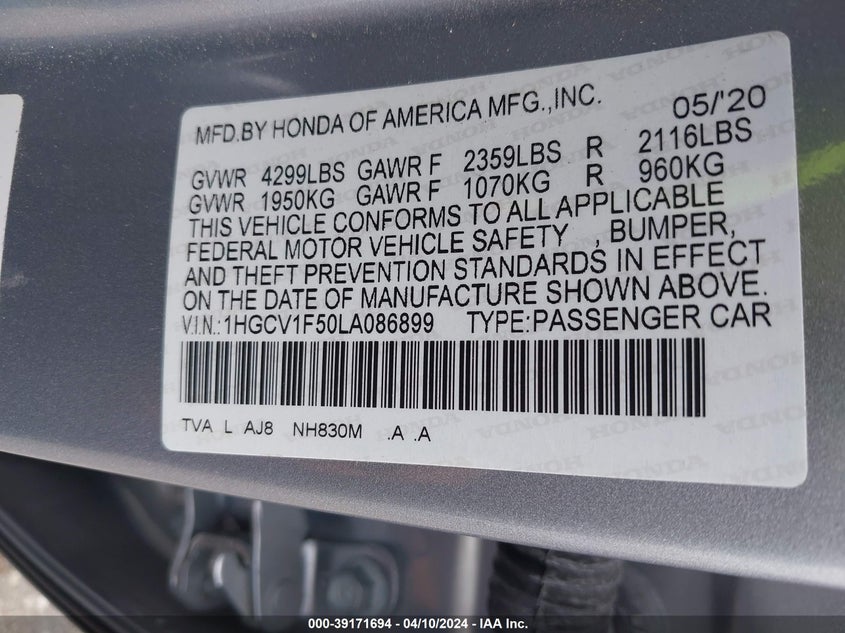 MFD.BY HONDA OF AMERICA MFG.,INC. 05/'20
GVWR 4299LBS GAWR F 2359LBS R 2116LBS
GVWR 1950KG GAWR F 1070KG R 960KG
THIS VEHICLE CONFORMS TO ALL APPLICABLE
FEDERAL MOTOR VEHICLE SAFETY , BUMPER,
AND THEFT PREVENTION STANDARDS IN EFFECT
ON THE DATE OF MANUFACTURE SHOWN ABOVE.
V.I.N.:1HGCV1F50LA086899 TYPE:PASSENGER CAR
TVA L AJ8 NH830M .A .A
000-39171694 / 04/10/2024 / IAA Inc.